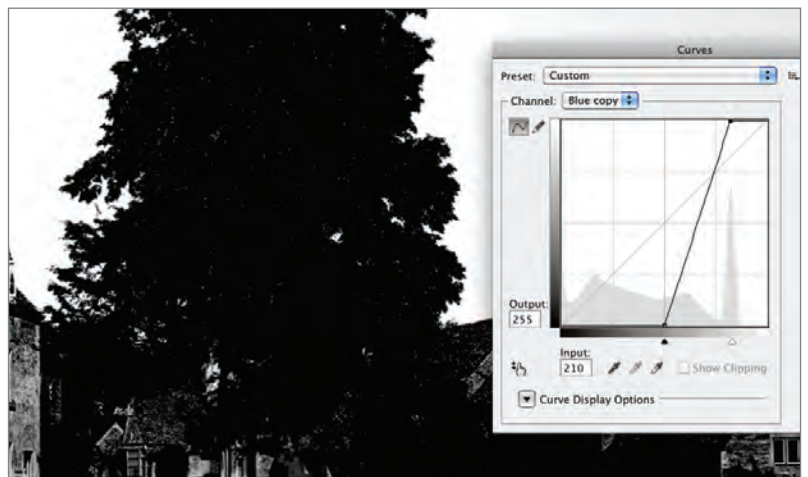 Curves
Preset: Custom
Channel: Blue copy
Output:
255
Input:
210
Show Clipping
Curve Display Options